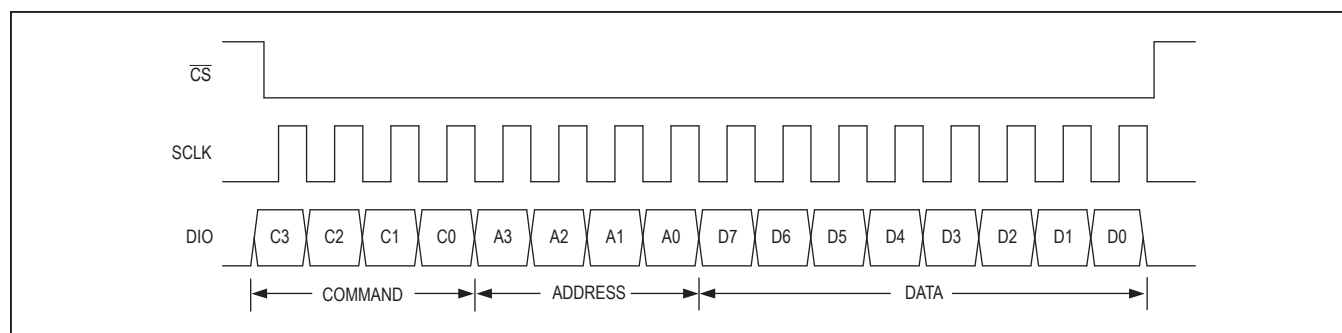 C̅S̅
SCLK
DIO C3 C2 C1 C0 A3 A2 A1 A0 D7 D6 D5 D4 D3 D2 D1 D0
COMMAND ADDRESS DATA